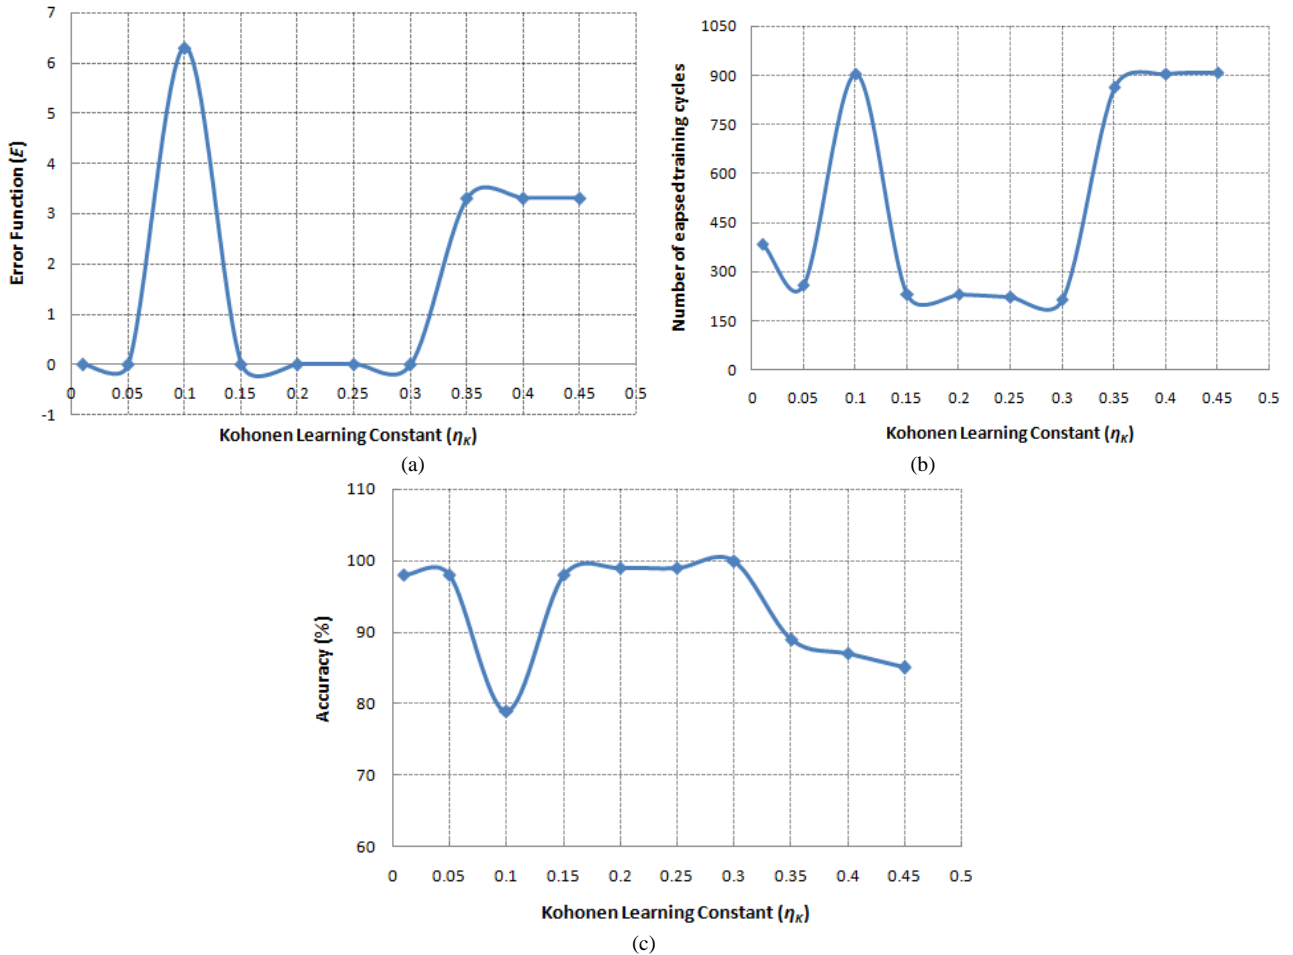 7
6
5
4
3
2
1
0
-1
Error Function (E)
0 0.05 0.1 0.15 0.2 0.25 0.3 0.35 0.4 0.45 0.5
Kohonen Learning Constant (ηK)
(a)
1050
900
750
600
450
300
150
0
Number of eapsedtraining cycles
0 0.05 0.1 0.15 0.2 0.25 0.3 0.35 0.4 0.45 0.5
Kohonen Learning Constant (ηK)
(b)
110
100
90
80
70
60
Accuracy (%)
0 0.05 0.1 0.15 0.2 0.25 0.3 0.35 0.4 0.45 0.5
Kohonen Learning Constant (ηK)
(c)